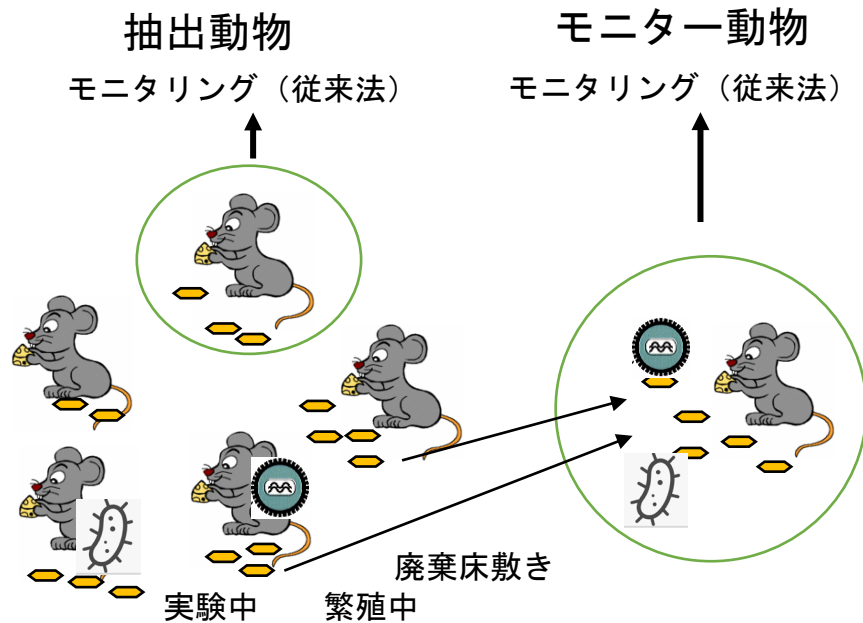 抽出動物
モニタリング（従来法）
モニター動物
モニタリング（従来法）
廃棄床敷き
実験中
繁殖中